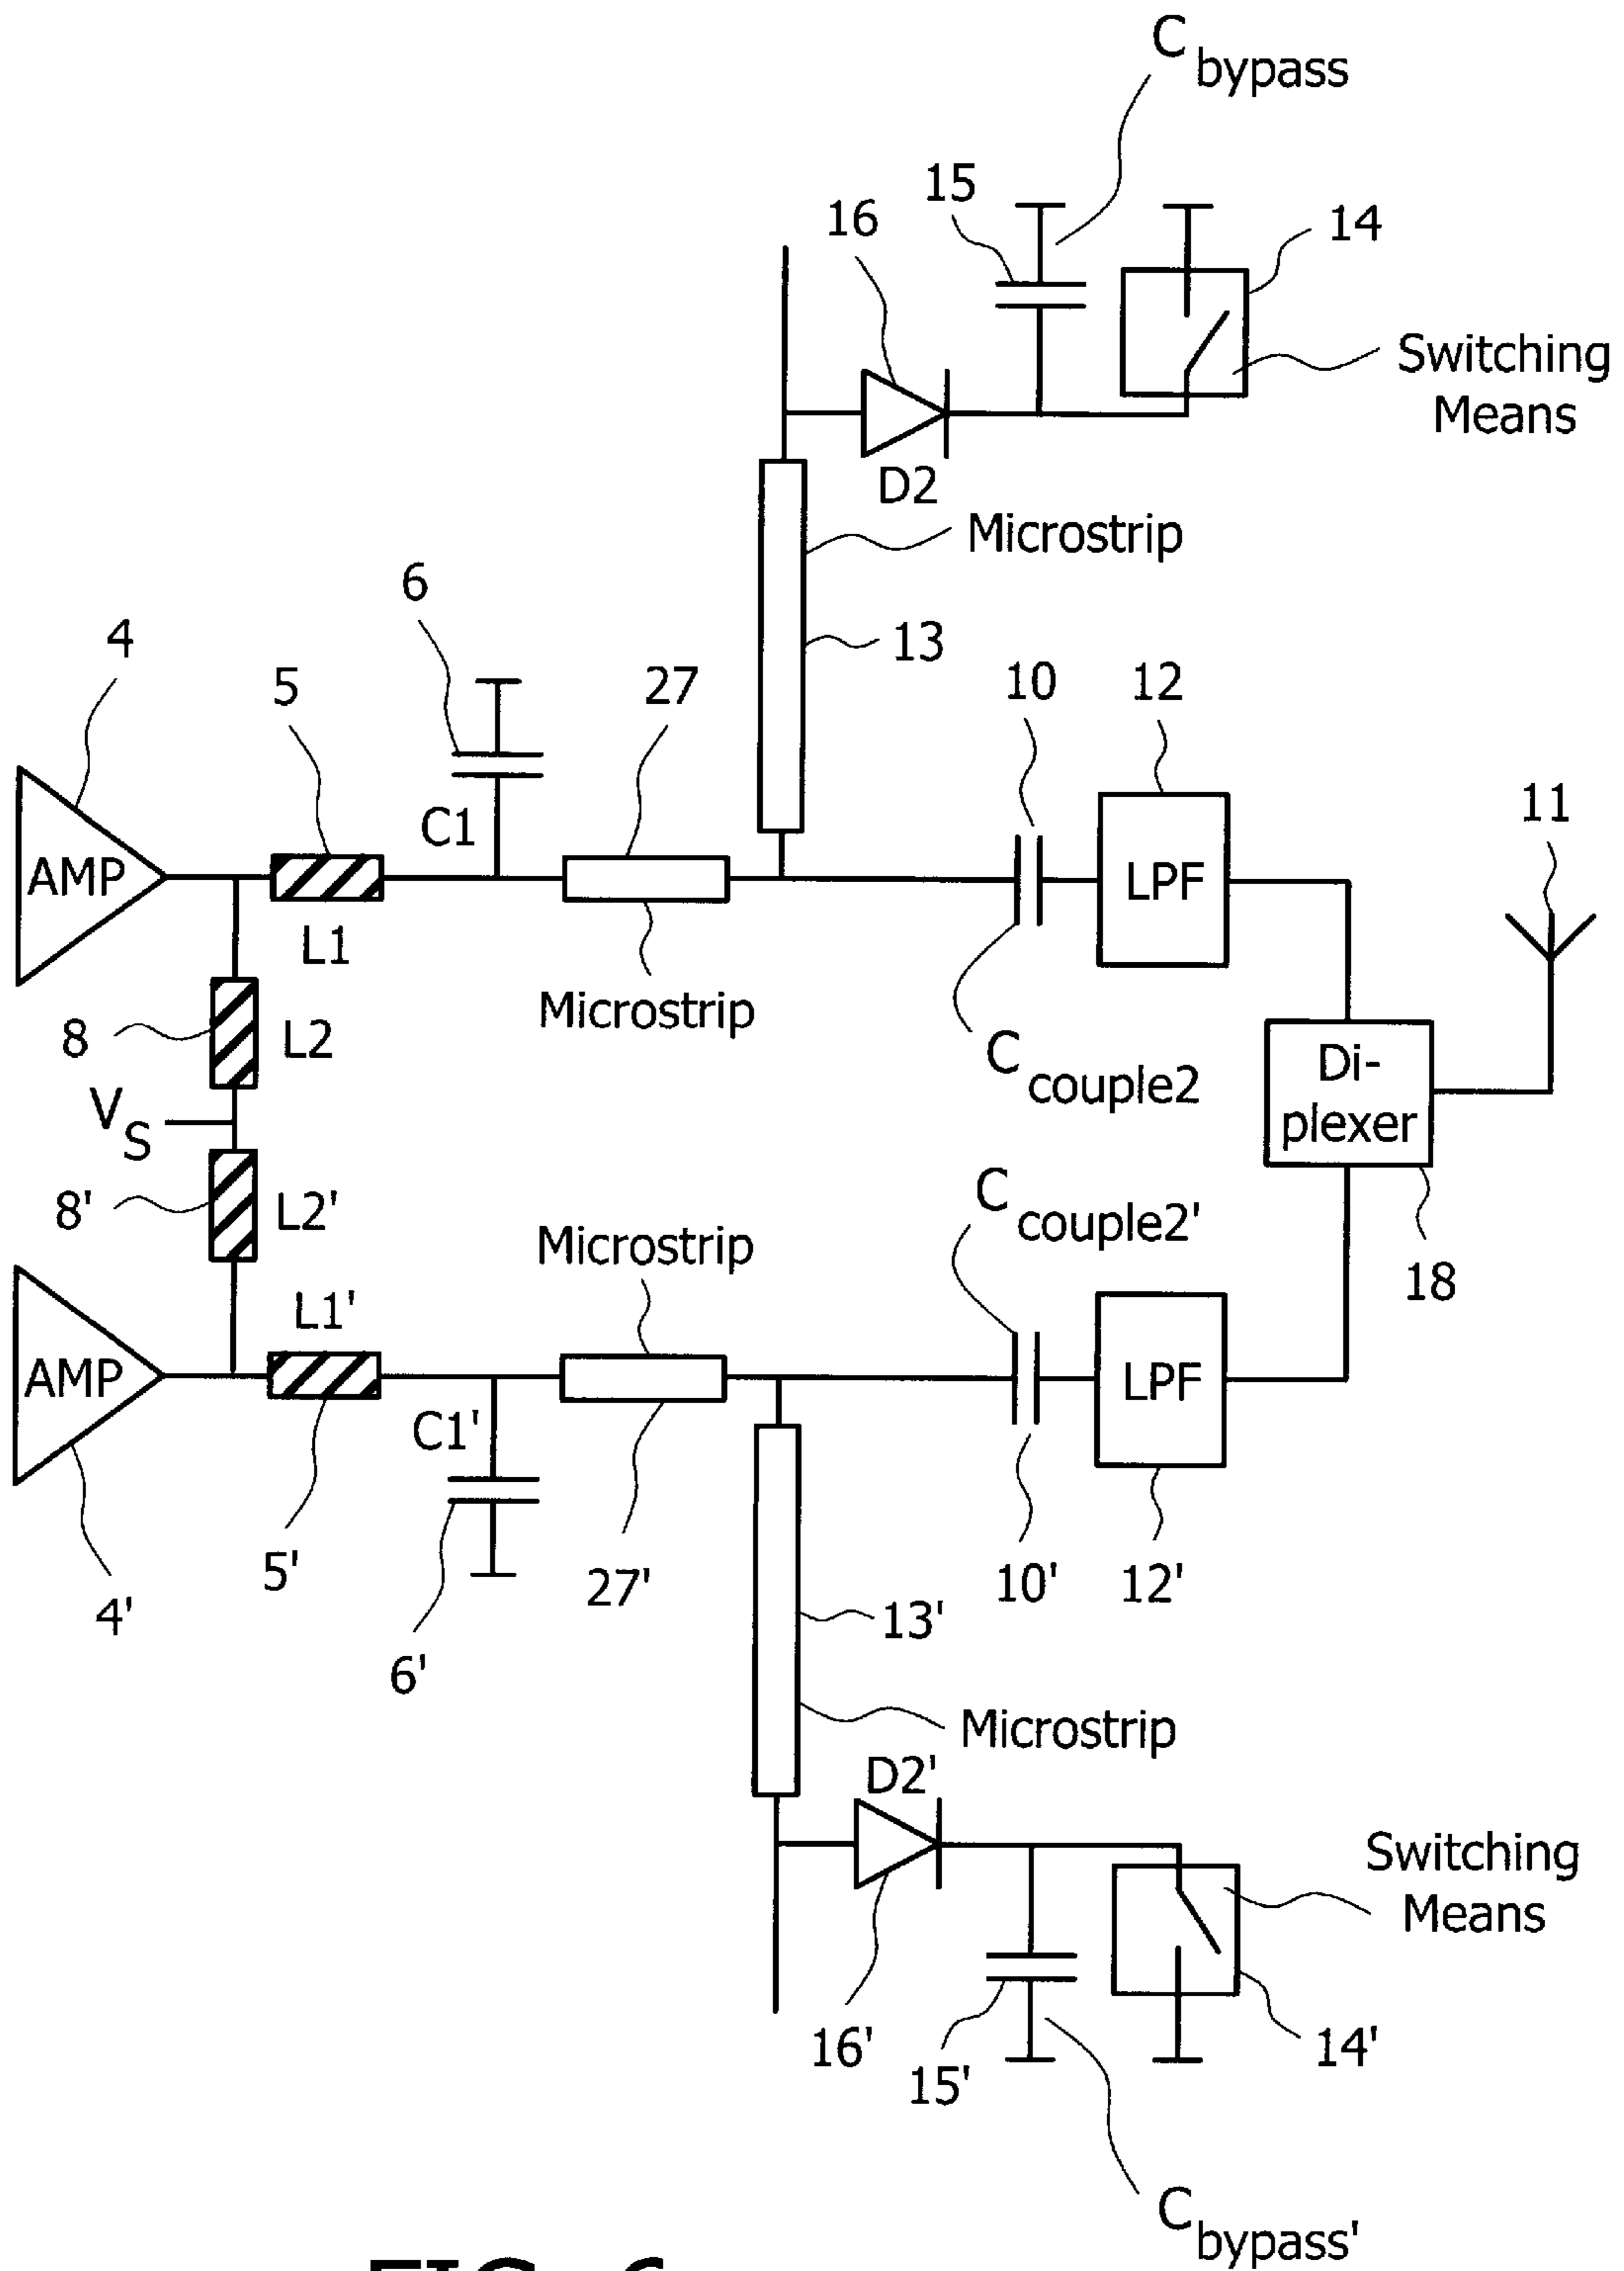 C bypass
15
16
14
Switching
Means
D2
Microstrip
6
13
4
5
27
10
12
11
C1
AMP
LPF
L1
Microstrip
8
L2
C couple2
Di-
plexer
VS
C couple2'
8'
L2'
Microstrip
18
L1'
AMP
LPF
C1'
5'
27'
10'
12'
4'
13'
6'
Microstrip
D2'
Switching
Means
16'
15'
14'
C bypass'